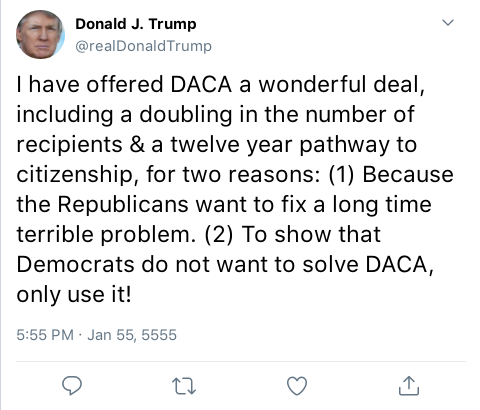 Donald J. Trump
@realDonaldTrump
I have offered DACA a wonderful deal,
including a doubling in the number of
recipients & a twelve year pathway to
citizenship, for two reasons: (1) Because
the Republicans want to fix a long time
terrible problem. (2) To show that
Democrats do not want to solve DACA,
only use it!
5:55 PM · Jan 55, 5555